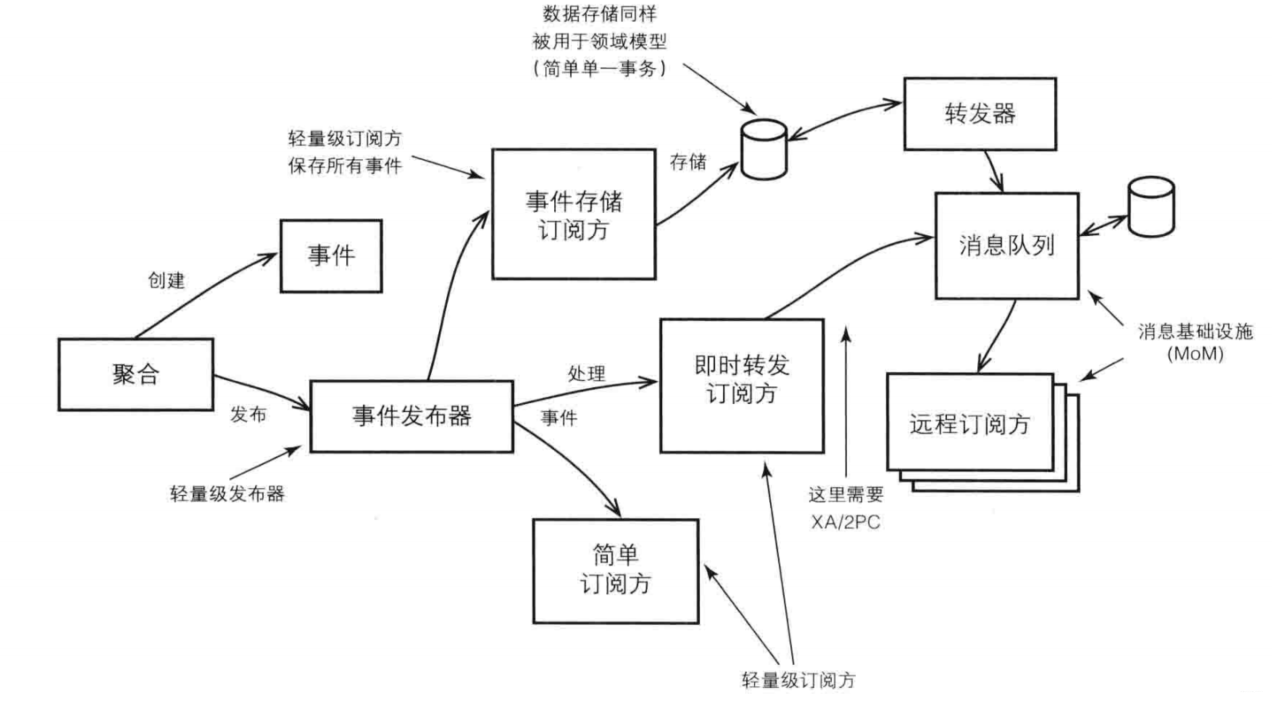 数据存储同样
被用于领域模型
(简单单一事务)
转发器
轻量级订阅方
保存所有事件
存储
事件存储
订阅方
消息队列
事件
创建
消息基础设施
(MoM)
聚合
即时转发
订阅方
处理
发布
事件发布器
事件
远程订阅方
轻量级发布器
这里需要
XA/2PC
简单
订阅方
轻量级订阅方